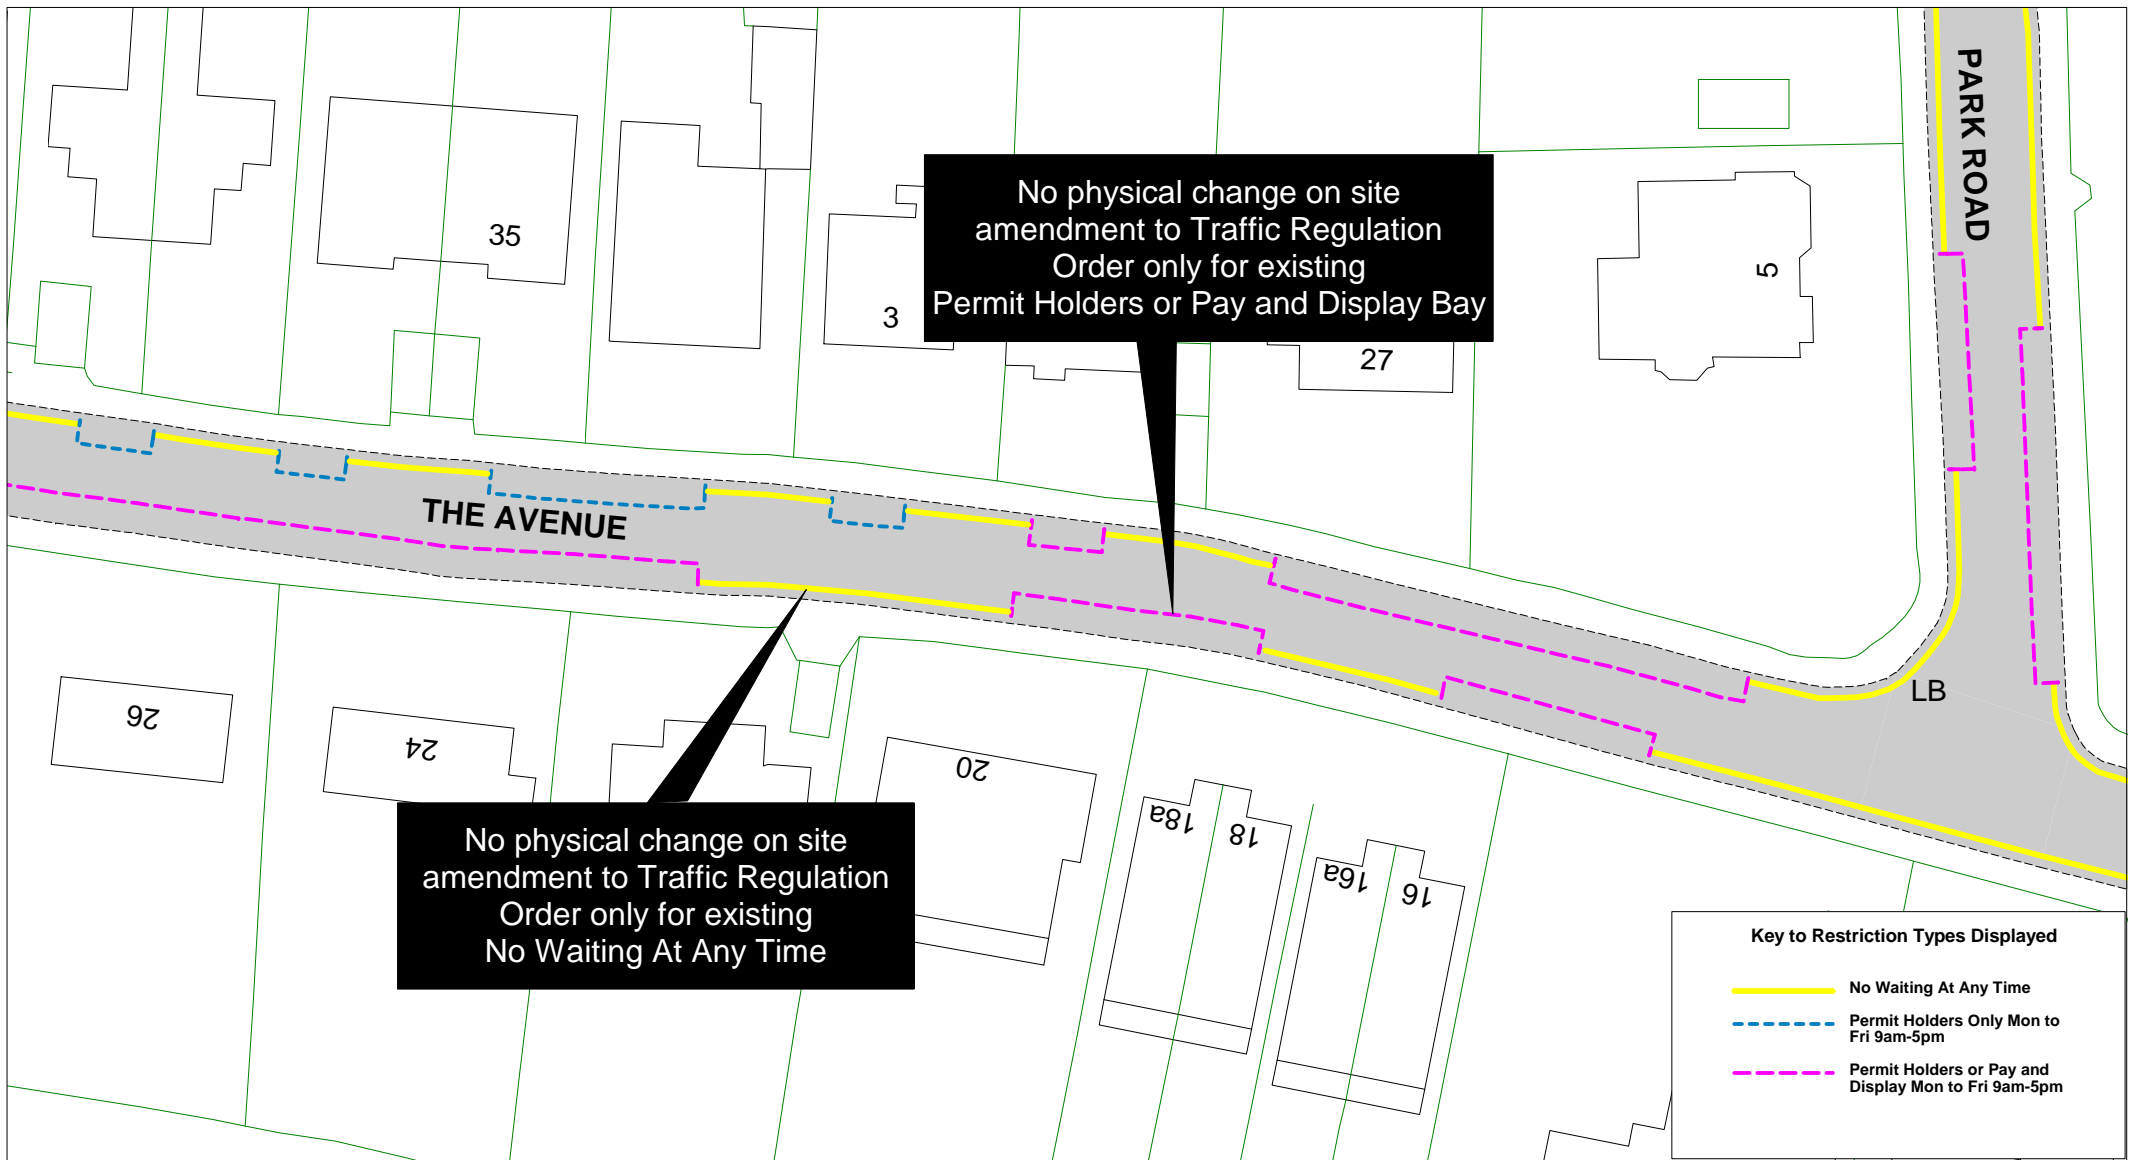 PARK ROAD
No physical change on site
amendment to Traffic Regulation
Order only for existing
Permit Holders or Pay and Display Bay
35
3
5
27
THE AVENUE
LB
26
24
20
18a
18
16a
16
No physical change on site
amendment to Traffic Regulation
Order only for existing
No Waiting At Any Time
Key to Restriction Types Displayed
No Waiting At Any Time
Permit Holders Only Mon to
Fri 9am-5pm
Permit Holders or Pay and
Display Mon to Fri 9am-5pm